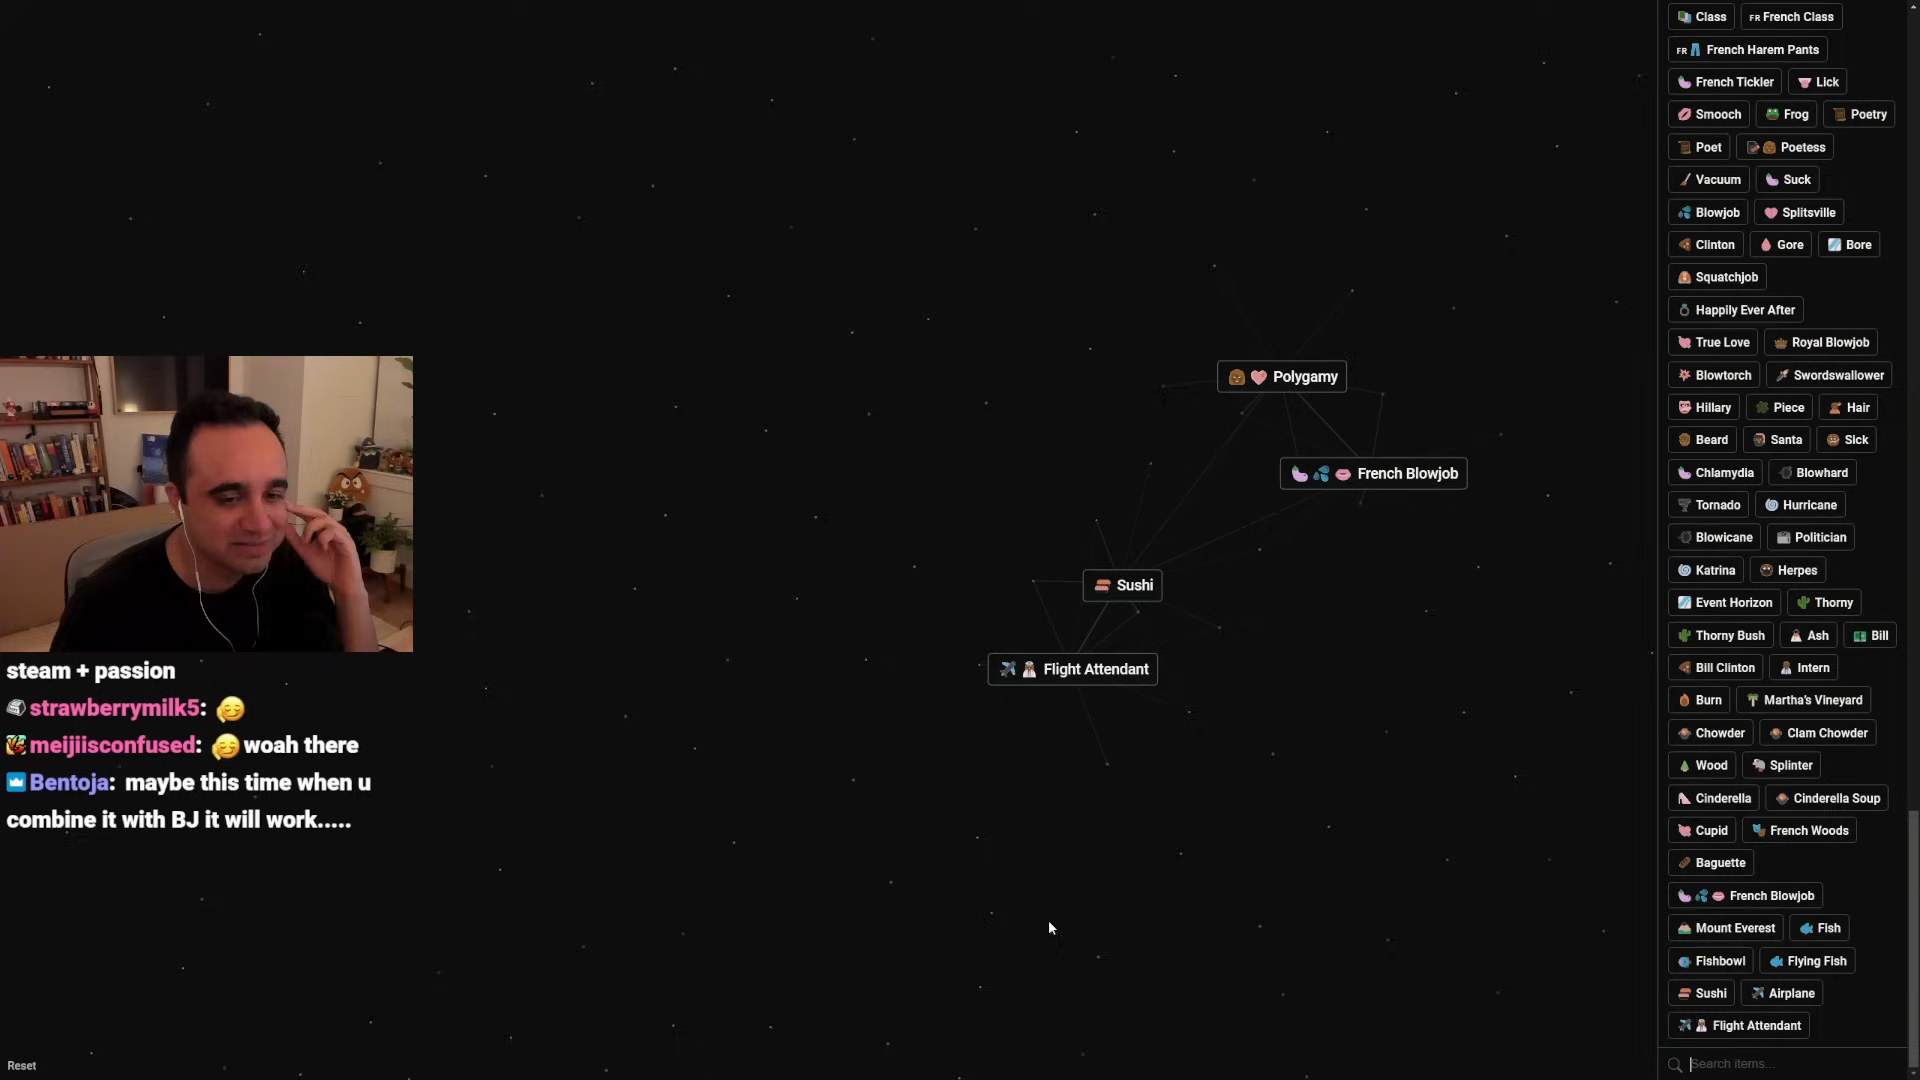 Class French Class
French Harem Pants
French Tickler Lick
Smooch Frog Poetry
Poet Poetess
Vacuum Suck
Blowjob Splitsville
Clinton Gore Bore
Squatchjob
Happily Ever After
True Love Royal Blowjob
Blowtorch Swordswallower
Hillary Piece Hair
Beard Santa Sick
Chlamydia Blowhard
Tornado Hurricane
Blowicane Politician
Katrina Herpes
Event Horizon Thorny
Thorny Bush Ash Bill
Bill Clinton Intern
Burn Martha's Vineyard
Chowder Clam Chowder
Wood Splinter
Cinderella Cinderella Soup
Cupid French Woods
Baguette
French Blowjob
Mount Everest Fish
Fishbowl Flying Fish
Sushi Airplane
Flight Attendant
Search items...
Polygamy
French Blowjob
Sushi
Flight Attendant
steam + passion
strawberrymilk5:
meijiisconfused: woah there
Bentoja: maybe this time when u
combine it with BJ it will work.....
Reset